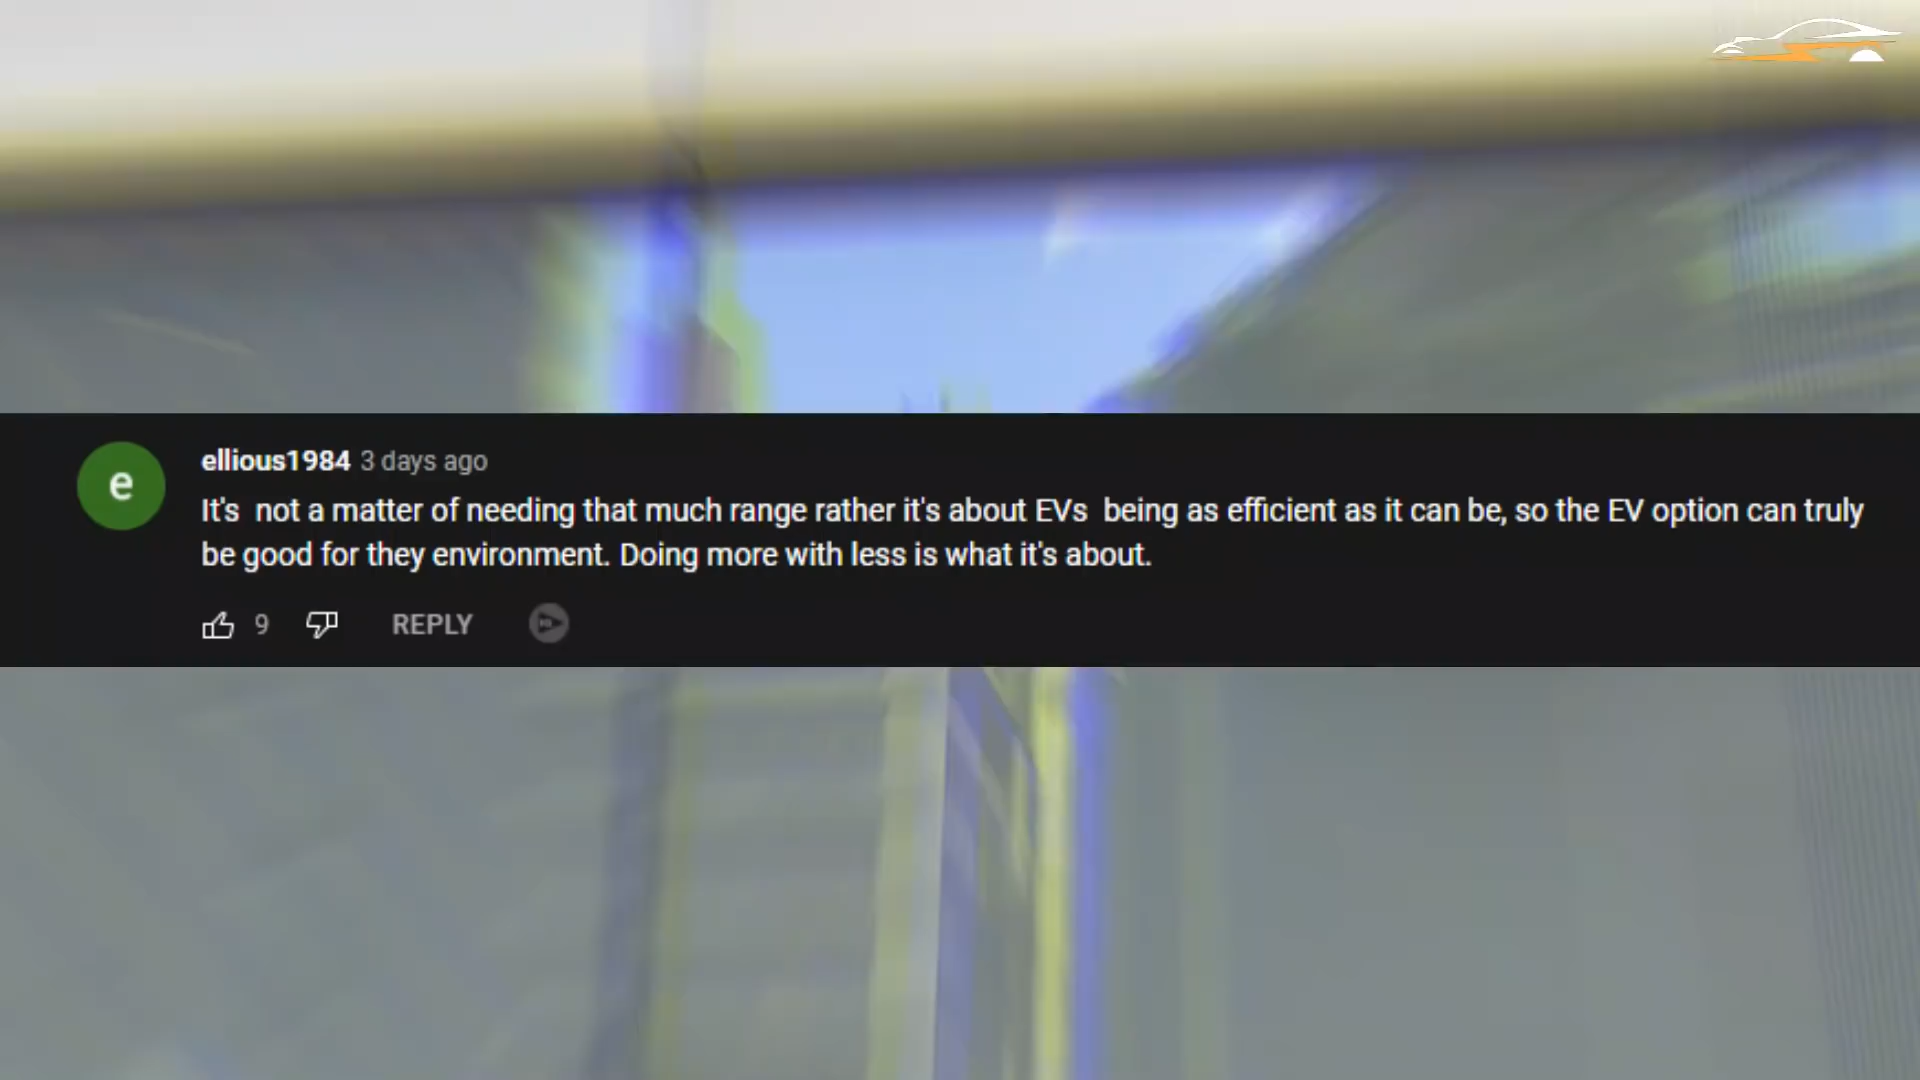 e
ellious1984 3 days ago
It's  not a matter of needing that much range rather it's about EVs  being as efficient as it can be, so the EV option can truly
be good for they environment. Doing more with less is what it's about.
9 REPLY